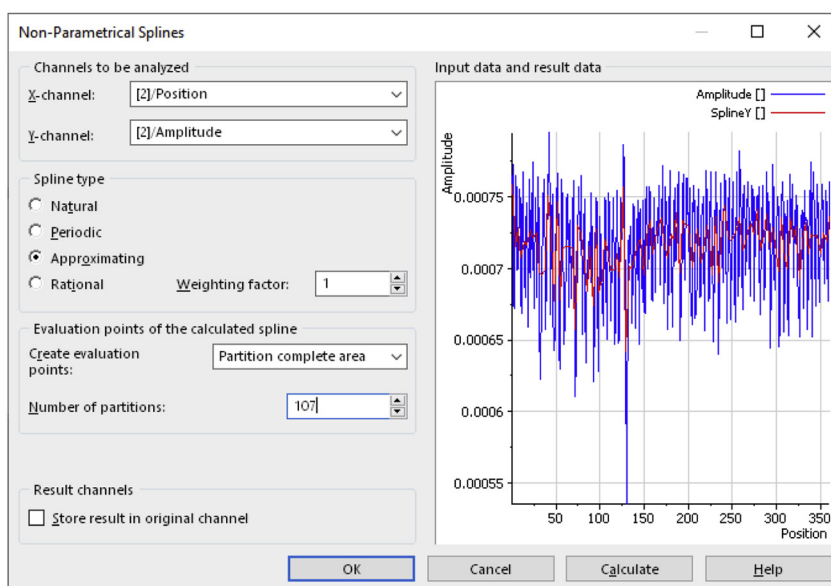 Non-Parametrical Splines
Channels to be analyzed
X-channel: [2]/Position
Y-channel: [2]/Amplitude
Spline type
Natural
Periodic
Approximating
Rational Weighting factor: 1
Evaluation points of the calculated spline
Create evaluation
points: Partition complete area
Number of partitions: 107
Result channels
Store result in original channel
Input data and result data
Amplitude []
SplineY []
Amplitude
0.00075
0.0007
0.00065
0.0006
0.00055
50 100 150 200 250 300 350
Position
OK Cancel Calculate Help